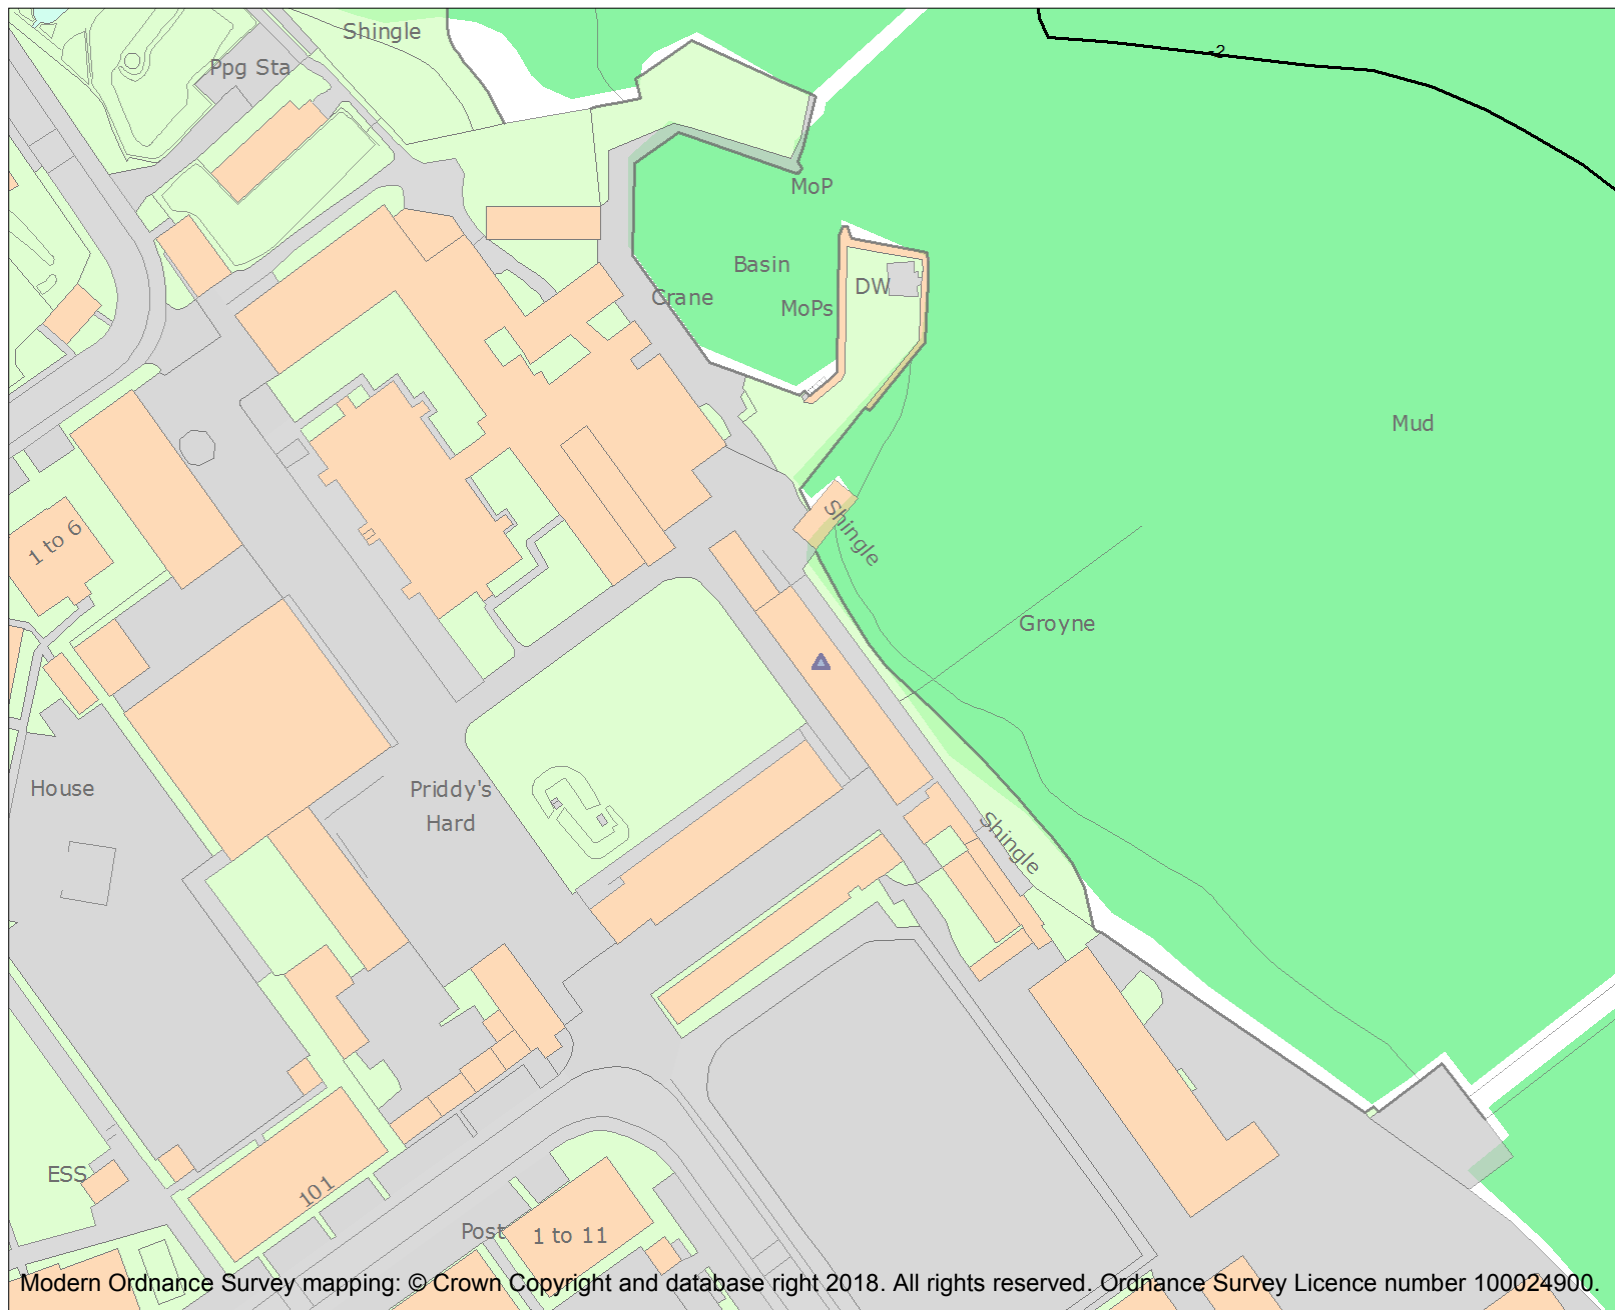 Shingle
-2
Ppg Sta
MoP
Basin
DW
Crane
MoPs
Mud
1 to 6
Shingle
Groyne
House
Priddy's
Hard
Shingle
ESS
101
Post
1 to 11
Modern Ordnance Survey mapping: © Crown Copyright and database right 2018. All rights reserved. Ordnance Survey Licence number 100024900.